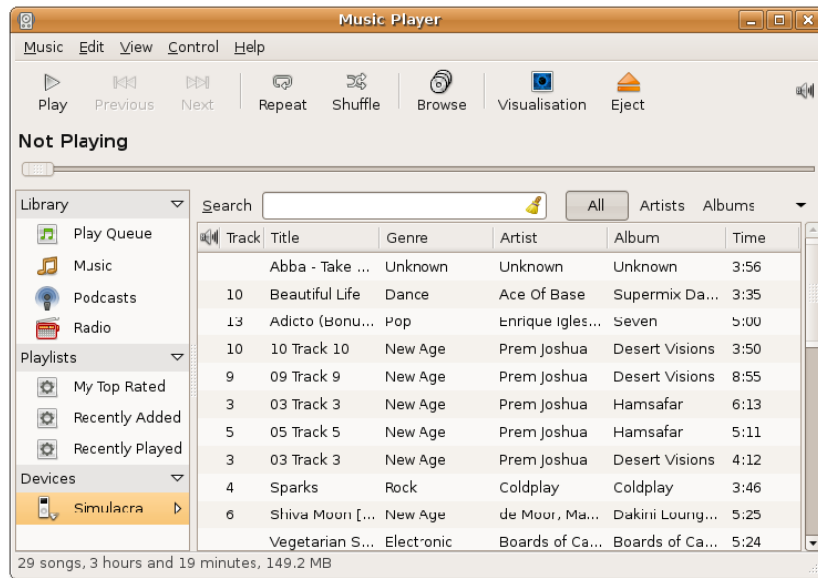 Music Player
Music Edit View Control Help
Play Previous Next Repeat Shuffle Browse Visualisation Eject
Not Playing
Library
Play Queue
Music
Podcasts
Radio
Playlists
My Top Rated
Recently Added
Recently Played
Devices
Simulacra
Search All Artists Albums
Track Title Genre Artist Album Time
Abba - Take ... Unknown Unknown Unknown 3:56
10 Beautiful Life Dance Ace Of Base Supermix Da... 3:35
13 Adicto (Bonu... Pop Enrique Igles... Seven 5:00
10 10 Track 10 New Age Prem Joshua Desert Visions 3:50
9 09 Track 9 New Age Prem Joshua Desert Visions 8:55
3 03 Track 3 New Age Prem Joshua Hamsafar 6:13
5 05 Track 5 New Age Prem Joshua Hamsafar 5:11
3 03 Track 3 New Age Prem Joshua Desert Visions 4:12
4 Sparks Rock Coldplay Coldplay 3:46
6 Shiva Moon [... New Age de Moor, Ma... Dakini Loung... 5:25
Vegetarian S... Electronic Boards of Ca... Boards of Ca... 5:24
29 songs, 3 hours and 19 minutes, 149.2 MB